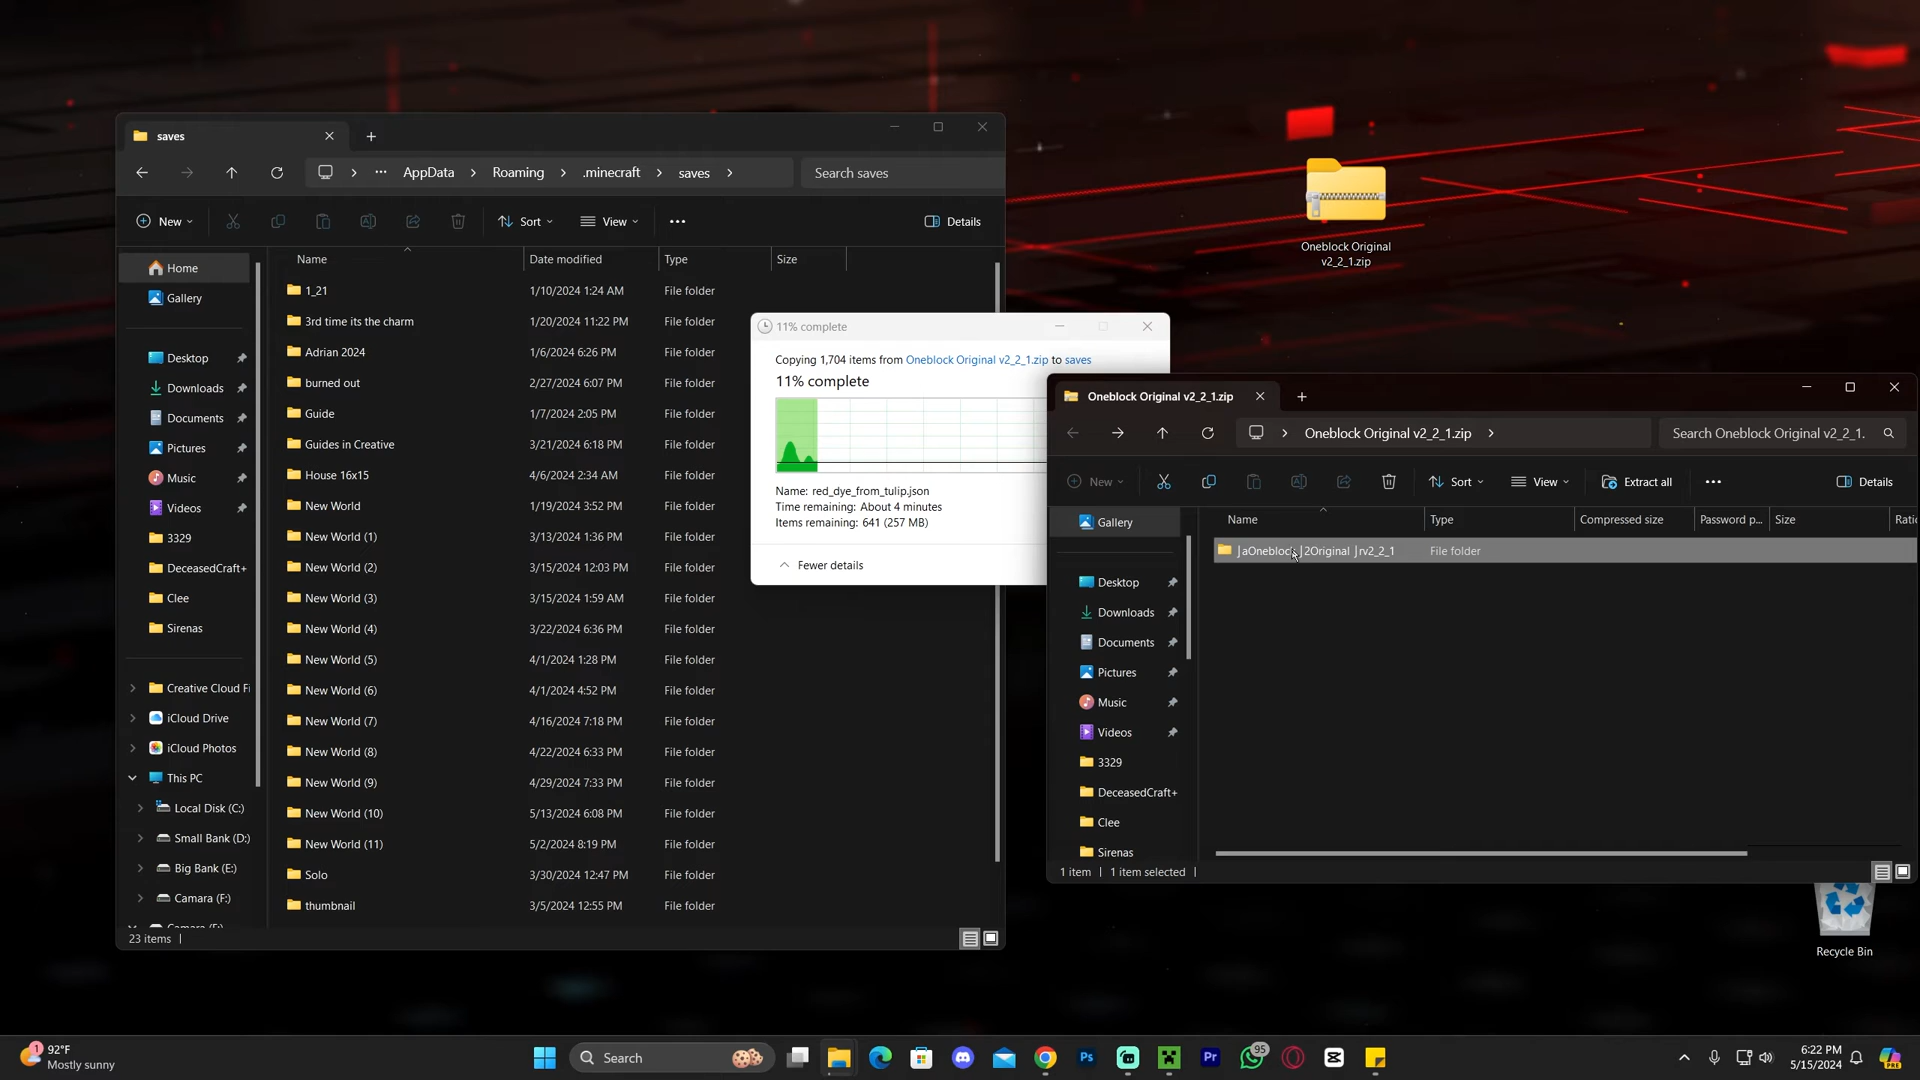 saves
AppData
Roaming
.minecraft
saves
Search saves
New
Sort
View
Details
Name
Date modified
Type
Size
Home
Gallery
Desktop
Downloads
Documents
Pictures
Music
Videos
3329
DeceasedCraft+
Clee
Sirenas
Creative Cloud Fi
iCloud Drive
iCloud Photos
This PC
Local Disk (C:)
Small Bank (D:)
Big Bank (E:)
Camara (F:)
1_21 1/10/2024 1:24 AM File folder
3rd time its the charm 1/20/2024 11:22 PM File folder
Adrian 2024 1/6/2024 6:26 PM File folder
burned out 2/27/2024 6:07 PM File folder
Guide 1/7/2024 2:05 PM File folder
Guides in Creative 3/21/2024 6:18 PM File folder
House 16x15 4/6/2024 2:34 AM File folder
New World 1/19/2024 3:52 PM File folder
New World (1) 3/13/2024 1:36 PM File folder
New World (2) 3/15/2024 12:03 PM File folder
New World (3) 3/15/2024 1:59 AM File folder
New World (4) 3/22/2024 6:36 PM File folder
New World (5) 4/1/2024 1:28 PM File folder
New World (6) 4/1/2024 4:52 PM File folder
New World (7) 4/16/2024 7:18 PM File folder
New World (8) 4/22/2024 6:33 PM File folder
New World (9) 4/29/2024 7:33 PM File folder
New World (10) 5/13/2024 6:08 PM File folder
New World (11) 5/2/2024 8:19 PM File folder
Solo 3/30/2024 12:47 PM File folder
thumbnail 3/5/2024 12:55 PM File folder
23 items
11% complete
Copying 1,704 items from Oneblock Original v2_2_1.zip to saves
11% complete
Name: red_dye_from_tulip.json
Time remaining: About 4 minutes
Items remaining: 641 (257 MB)
Fewer details
Oneblock Original
v2_2_1.zip
Oneblock Original v2_2_1.zip
Oneblock Original v2_2_1.zip
Search Oneblock Original v2_2_1.
New
Sort
View
Extract all
Details
Name
Type
Compressed size
Password p...
Size
Ratio
Gallery
Desktop
Downloads
Documents
Pictures
Music
Videos
3329
DeceasedCraft+
Clee
Sirenas
File folder
1 item
1 item selected
Recycle Bin
1
92°F
Mostly sunny
Search
Ps
Pr
95
6:22 PM
5/15/2024
PRE